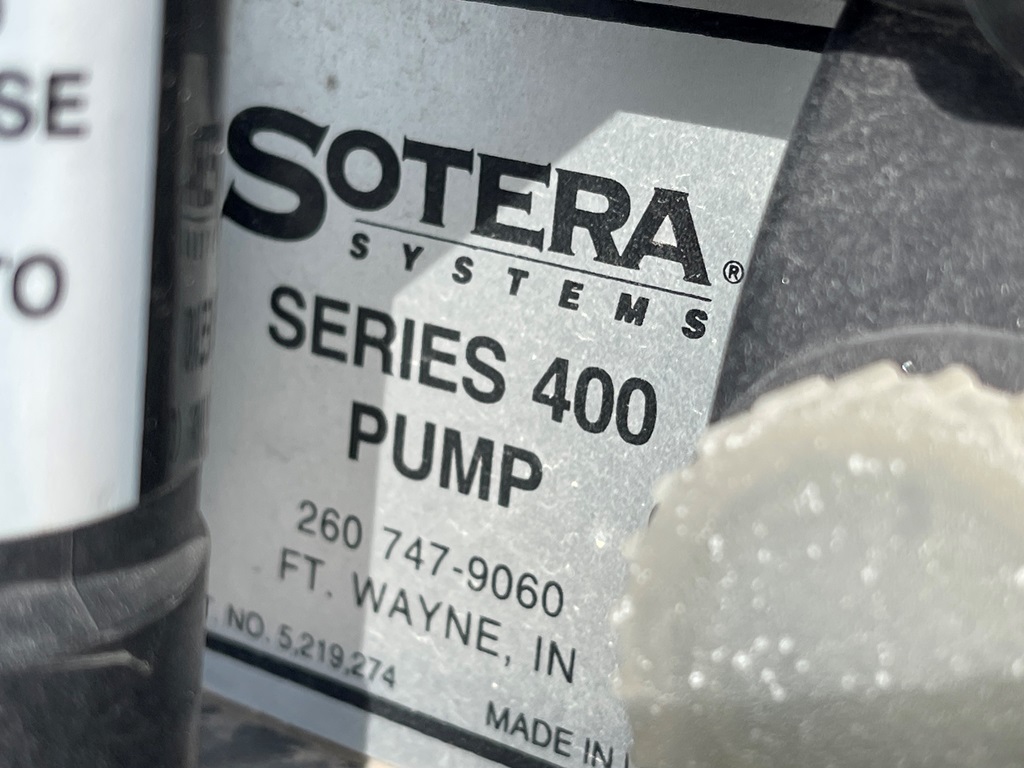 SE
TO
SOTERA
SYSTEMS ®
SERIES 400
PUMP
260 747-9060
FT. WAYNE, IN
NO. 5,219,274
MADE IN